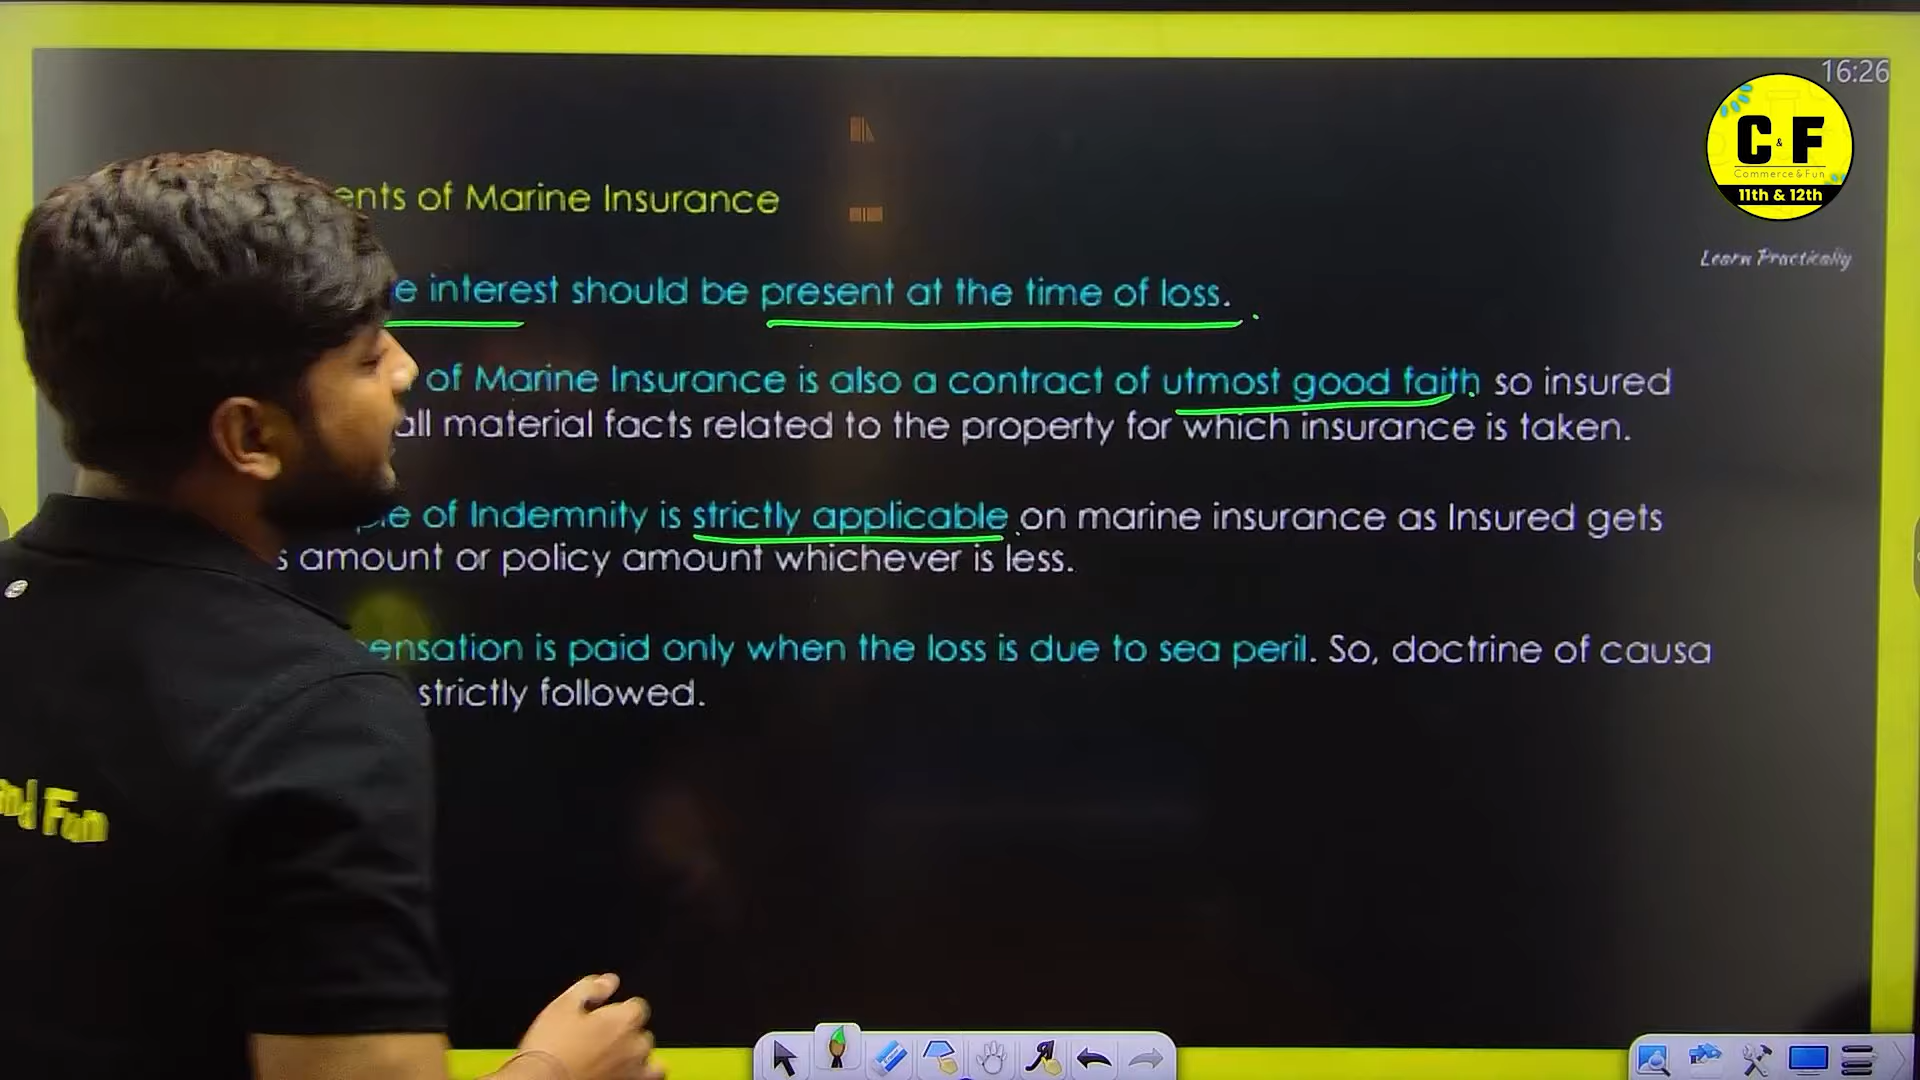 16:26
C & F
Commerce & Fun
11th & 12th
Learn Practically
of Marine Insurance
interest should be present at the time of loss.
of Marine Insurance is also a contract of utmost good faith so insured
all material facts related to the property for which insurance is taken.
of Indemnity is strictly applicable on marine insurance as Insured gets
amount or policy amount whichever is less.
is paid only when the loss is due to sea peril. So, doctrine of causa
strictly followed.
Fun